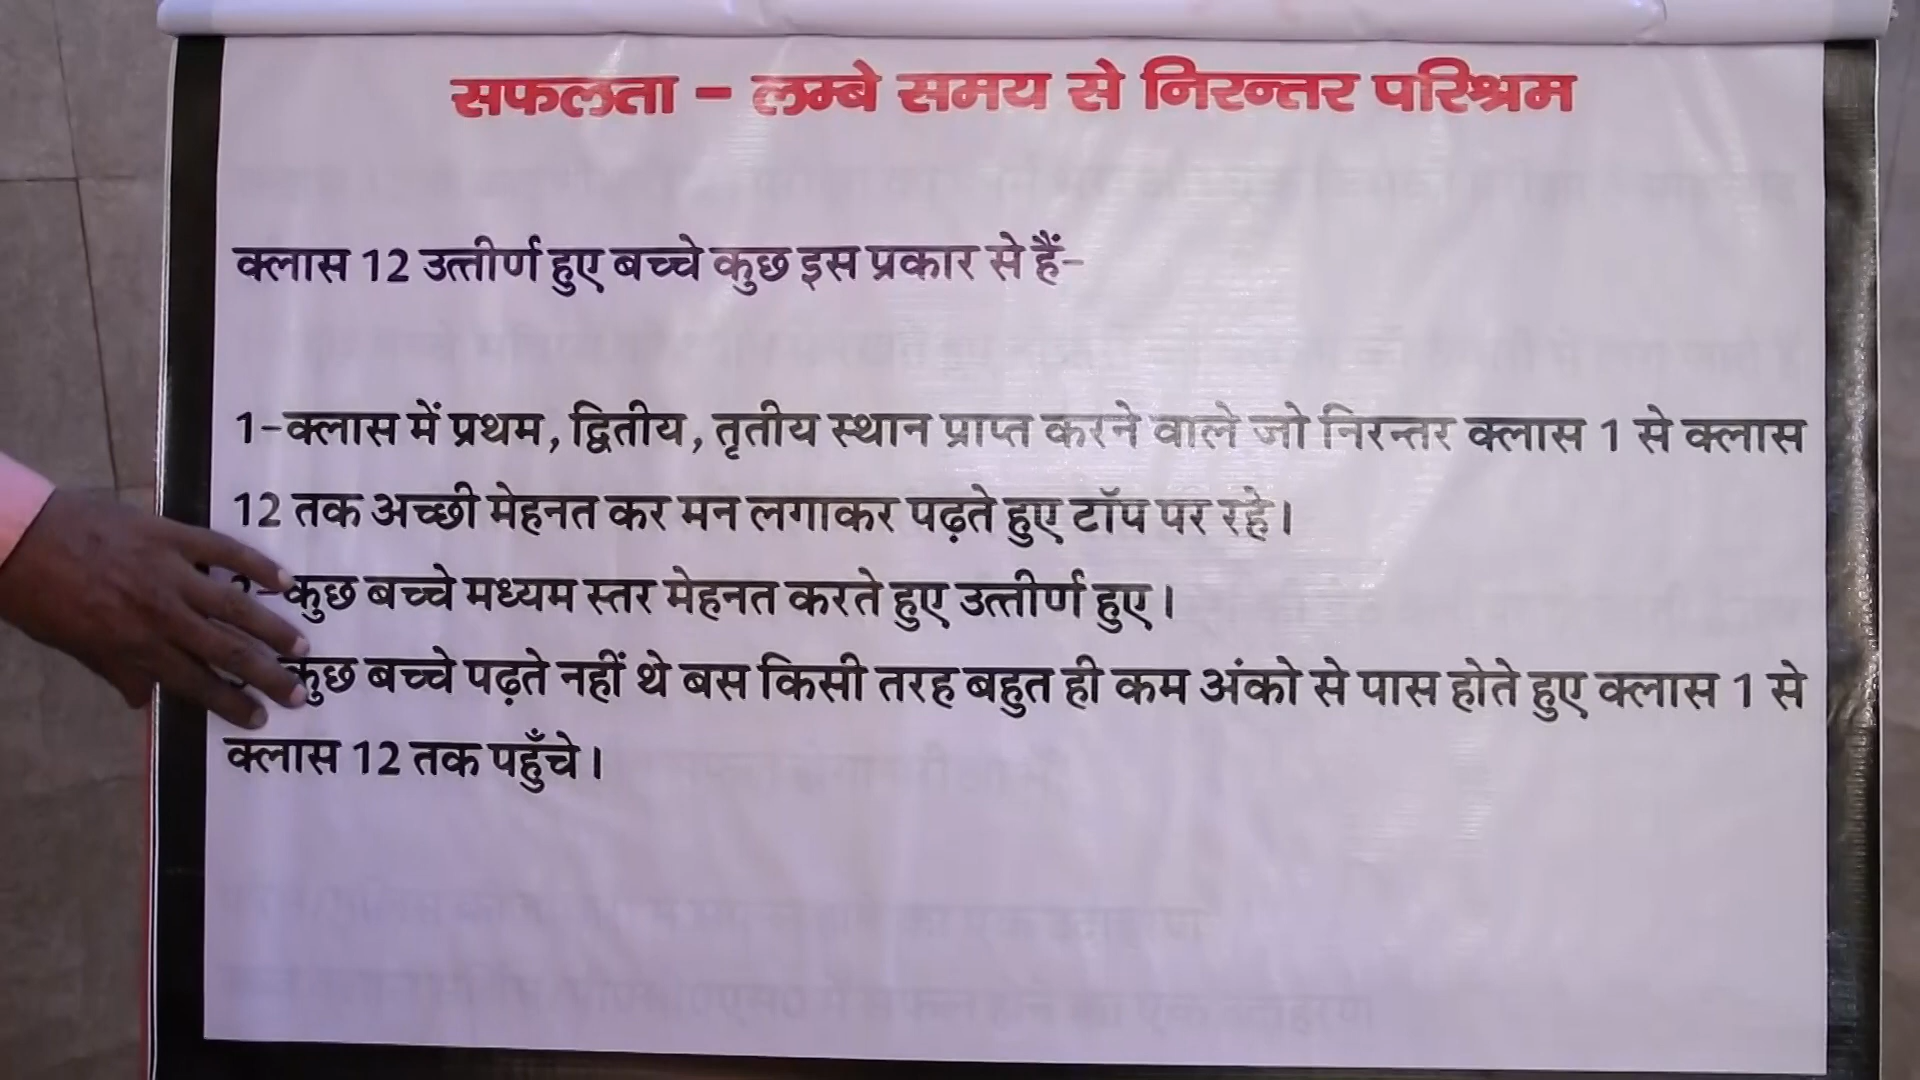 सफलता – लम्बे समय से निरन्तर परिश्रम
क्लास 12 उत्तीर्ण हुए बच्चे कुछ इस प्रकार से हैं-
1-क्लास में प्रथम, द्वितीय, तृतीय स्थान प्राप्त करने वाले जो निरन्तर क्लास 1 से क्लास
12 तक अच्छी मेहनत कर मन लगाकर पढ़ते हुए टॉप पर रहे।
कुछ बच्चे मध्यम स्तर मेहनत करते हुए उत्तीर्ण हुए।
कुछ बच्चे पढ़ते नहीं थे बस किसी तरह बहुत ही कम अंको से पास होते हुए क्लास 1 से
क्लास 12 तक पहुँचे।